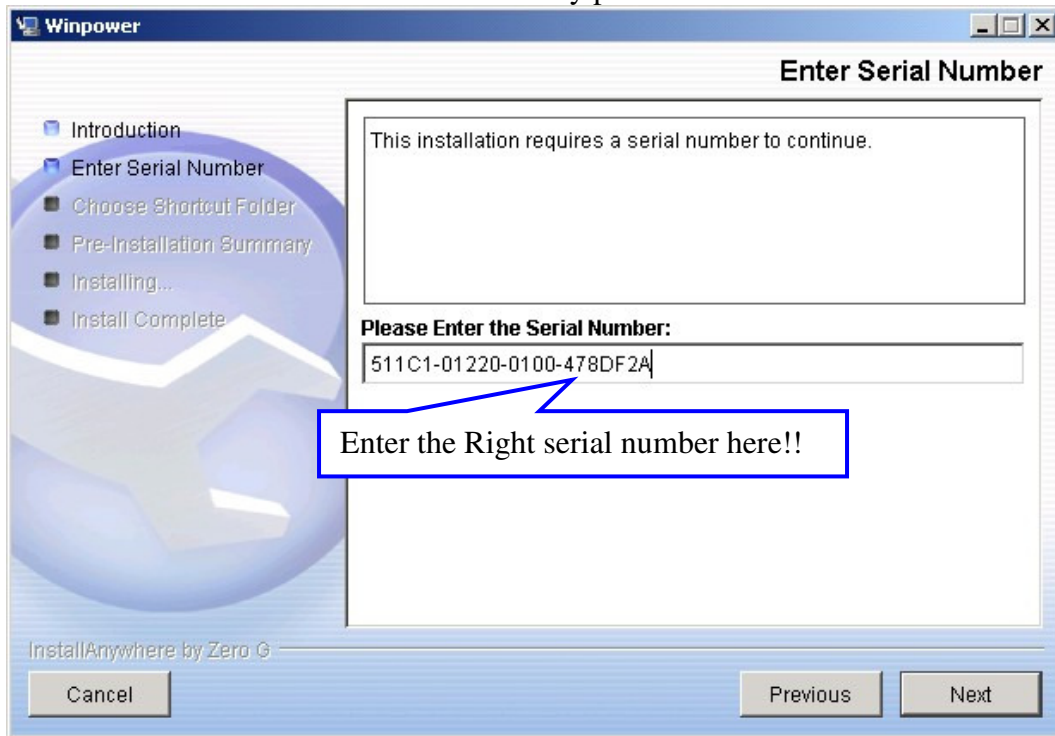 Winpower
Enter Serial Number
Introduction
Enter Serial Number
Choose Shortcut Folder
Pre-Installation Summary
Installing...
Install Complete
This installation requires a serial number to continue.
Please Enter the Serial Number:
511C1-01220-0100-478DF2A
Enter the Right serial number here!!
InstallAnywhere by Zero G
Cancel
Previous
Next